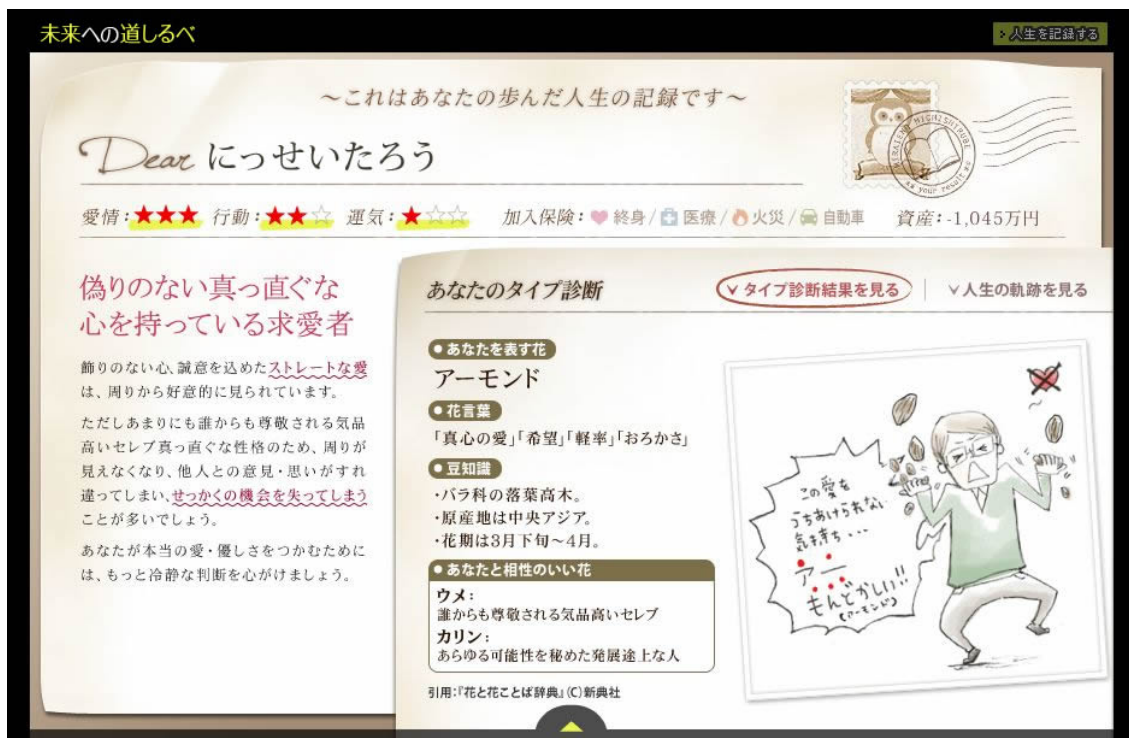 未来への道しるべ
人生を記録する
～これはあなたの歩んだ人生の記録です～
Dear にっせいたろう
愛情:★★★ 行動:★★☆ 運気:★☆☆ 加入保険: 終身/ 医療/ 火災/ 自動車 資産:-1,045万円
偽りのない真っ直ぐな
心を持っている求愛者
飾りのない心、誠意を込めたストレートな愛
は、周りから好意的に見られています。
ただしあまりにも誰からも尊敬される気品
高いセレブ真っ直ぐな性格のため、周りが
見えなくなり、他人との意見・思いがすれ
違ってしまい、せっかくの機会を失ってしまう
ことが多いでしょう。
あなたが本当の愛・優しさをつかむために
は、もっと冷静な判断を心がけましょう。
あなたのタイプ診断
タイプ診断結果を見る
人生の軌跡を見る
●あなたを表す花
アーモンド
●花言葉
「真心の愛」「希望」「軽率」「おろかさ」
●豆知識
・バラ科の落葉高木。
・原産地は中央アジア。
・花期は3月下旬～4月。
●あなたと相性のいい花
ウメ:
誰からも尊敬される気品高いセレブ
カリン:
あらゆる可能性を秘めた発展途上な人
引用:『花と花ことば辞典』(C)新典社
この愛を
うちあけられない
気持ち・・・
アー
もんどかしい!!
(アーモンド)